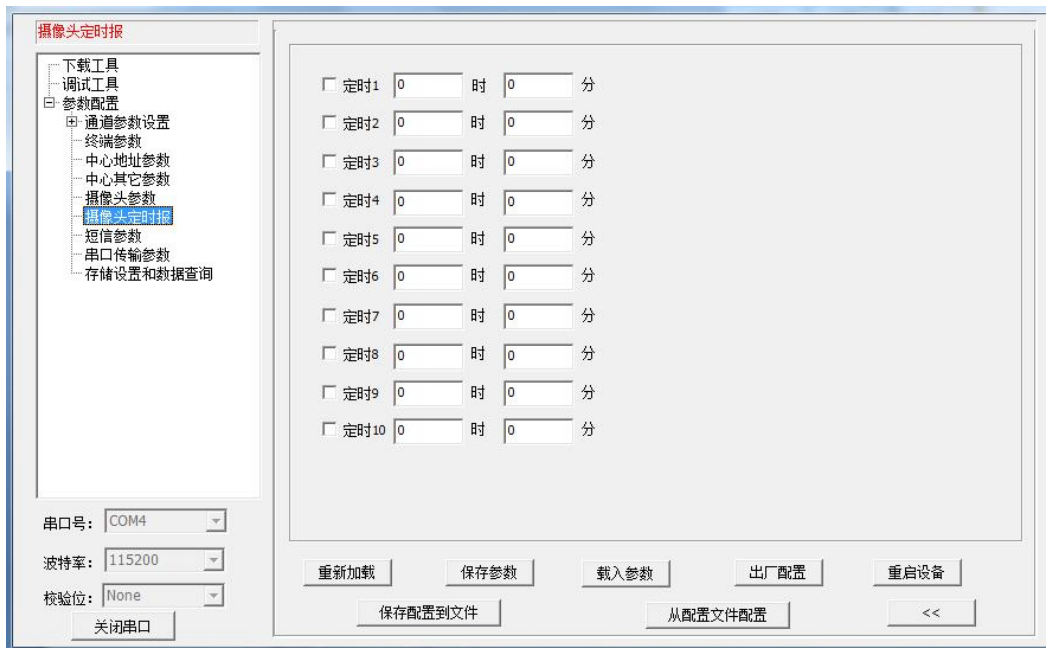 摄像头定时报
下载工具
调试工具
参数配置
通道参数设置
终端参数
中心地址参数
中心其它参数
摄像头参数
摄像头定时报
短信参数
串口传输参数
存储设置和数据查询
串口号： COM4
波特率： 115200
校验位： None
关闭串口
定时1 0 时 0 分
定时2 0 时 0 分
定时3 0 时 0 分
定时4 0 时 0 分
定时5 0 时 0 分
定时6 0 时 0 分
定时7 0 时 0 分
定时8 0 时 0 分
定时9 0 时 0 分
定时10 0 时 0 分
重新加载 保存参数 载入参数 出厂配置 重启设备
保存配置到文件 从配置文件配置 <<